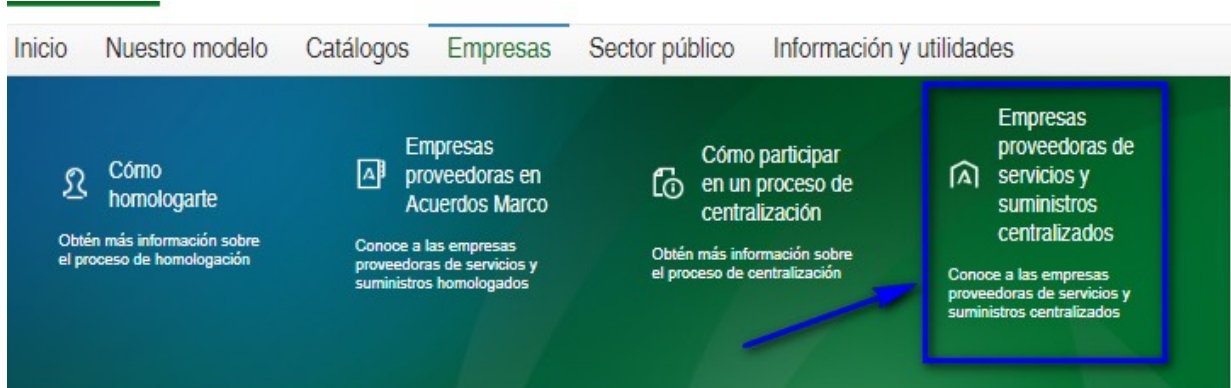 Inicio Nuestro modelo Catálogos Empresas Sector público Información y utilidades
Cómo
homologarte
Obtén más información sobre
el proceso de homologación
Empresas
proveedoras en
Acuerdos Marco
Conoce a las empresas
proveedoras de servicios y
suministros homologados
Cómo participar
en un proceso de
centralización
Obtén más información sobre
el proceso de centralización
Empresas
proveedoras de
servicios y
suministros
centralizados
Conoce a las empresas
proveedoras de servicios y
suministros centralizados